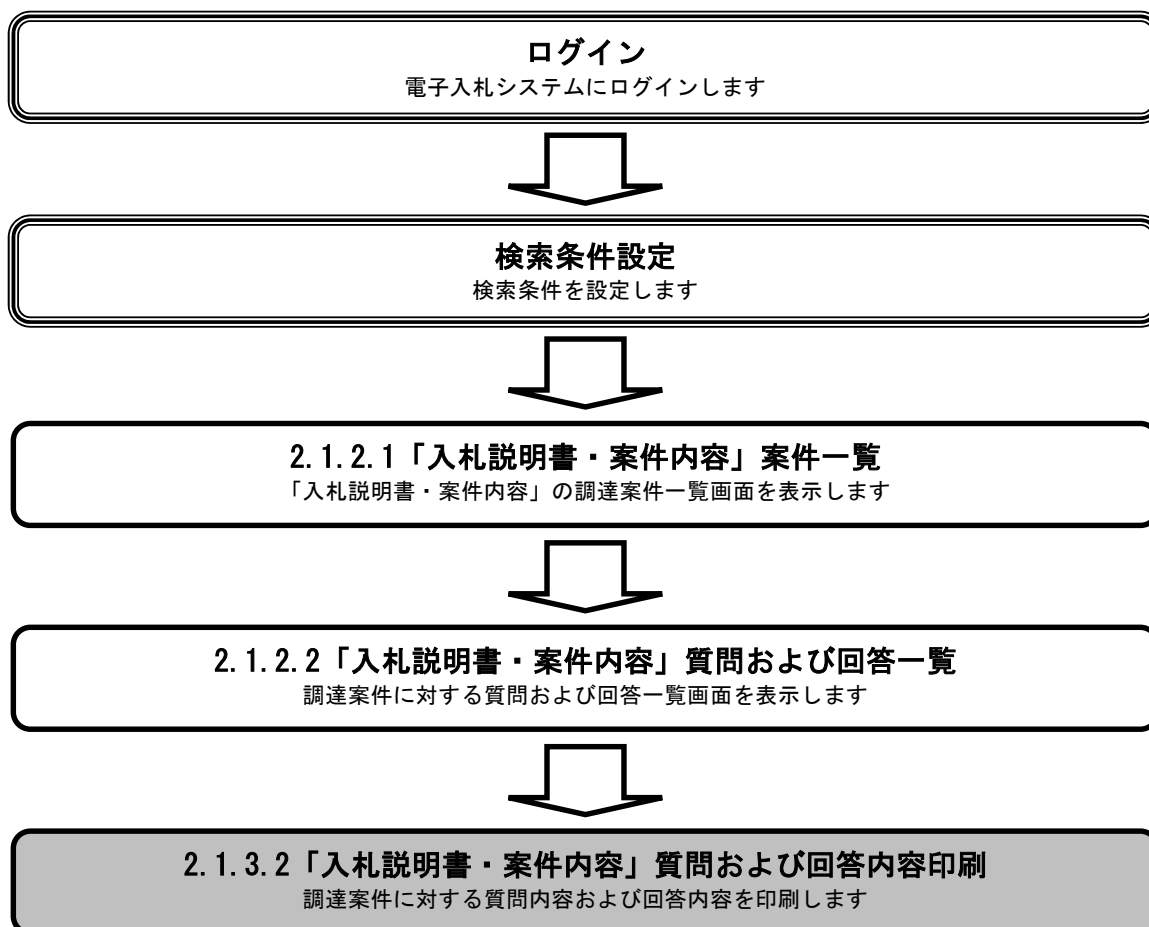 ログイン
電子入札システムにログインします
検索条件設定
検索条件を設定します
2.1.2.1「入札説明書・案件内容」案件一覧
「入札説明書・案件内容」の調達案件一覧画面を表示します
2.1.2.2「入札説明書・案件内容」質問および回答一覧
調達案件に対する質問および回答一覧画面を表示します
2.1.3.2「入札説明書・案件内容」質問および回答内容印刷
調達案件に対する質問内容および回答内容を印刷します